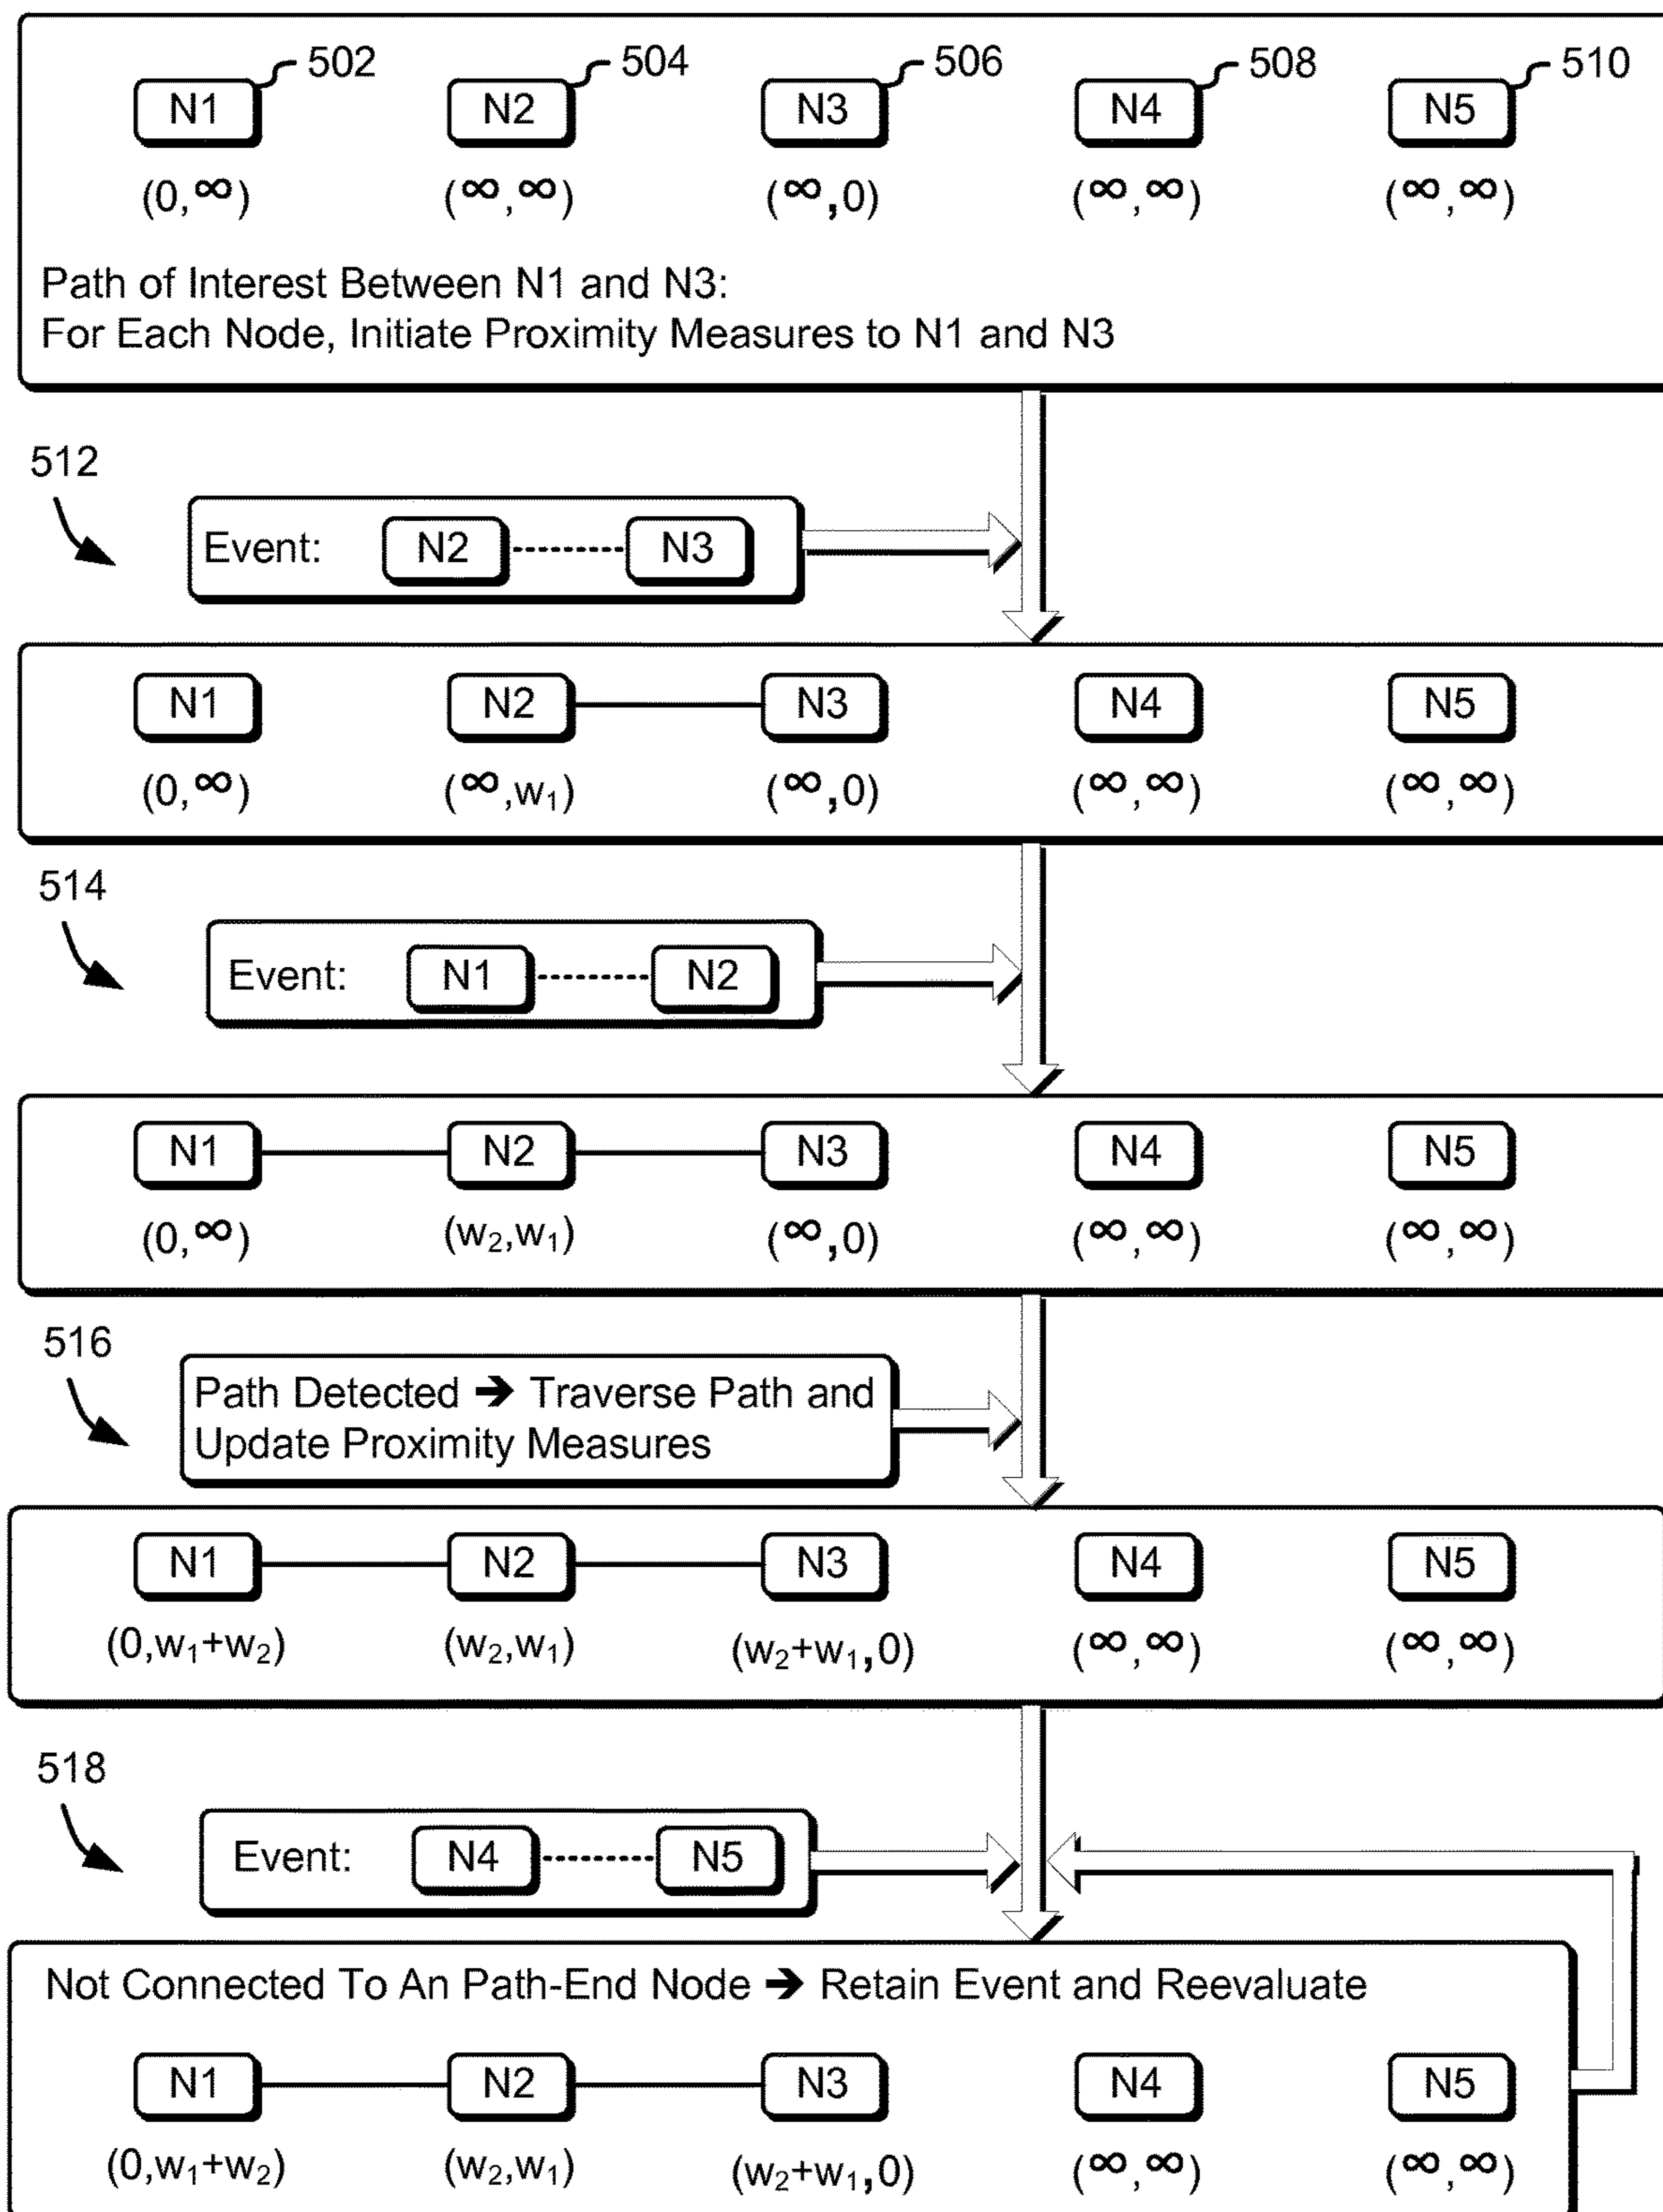 502 504 506 508 510
N1 N2 N3 N4 N5
(0,∞) (∞,∞) (∞,0) (∞,∞) (∞,∞)
Path of Interest Between N1 and N3:
For Each Node, Initiate Proximity Measures to N1 and N3
512
Event: N2 N3
N1 N2 N3 N4 N5
(0,∞) (∞,w₁) (∞,0) (∞,∞) (∞,∞)
514
Event: N1 N2
N1 N2 N3 N4 N5
(0,∞) (w₂,w₁) (∞,0) (∞,∞) (∞,∞)
516
Path Detected ➔ Traverse Path and
Update Proximity Measures
N1 N2 N3 N4 N5
(0,w₁+w₂) (w₂,w₁) (w₂+w₁,0) (∞,∞) (∞,∞)
518
Event: N4 N5
Not Connected To An Path-End Node ➔ Retain Event and Reevaluate
N1 N2 N3 N4 N5
(0,w₁+w₂) (w₂,w₁) (w₂+w₁,0) (∞,∞) (∞,∞)